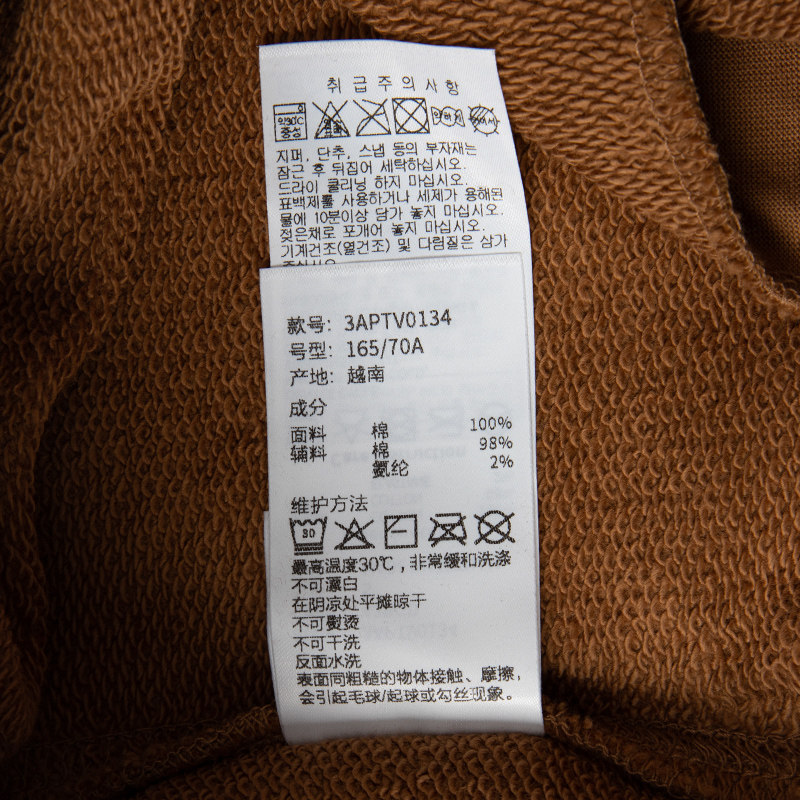 취급주의사항
약30℃
중성
지퍼, 단추, 스냅 등의 부자재는
잠근 후 뒤집어 세탁하십시오.
드라이 클리닝 하지 마십시오.
표백제를 사용하거나 세제가 용해된
물에 10분이상 담가 놓지 마십시오.
젖은채로 포개어 놓지 마십시오.
기계건조(열건조) 및 다림질은 삼가
주십시오.
款号: 3APTV0134
号型: 165/70A
产地: 越南
成分
面料 棉 100%
辅料 棉 98%
氨纶 2%
维护方法
30
最高温度30℃,非常缓和洗涤
不可漂白
在阴凉处平摊晾干
不可熨烫
不可干洗
反面水洗
表面同粗糙的物体接触、摩擦,
会引起毛球/起球或勾丝现象。